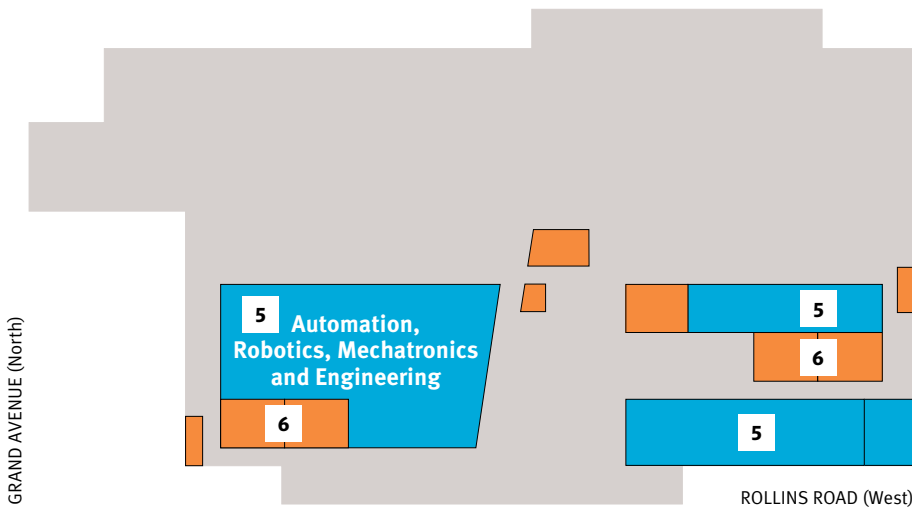 5
Automation,
Robotics, Mechatronics
and Engineering
6
5
6
5
GRAND AVENUE (North)
ROLLINS ROAD (West)